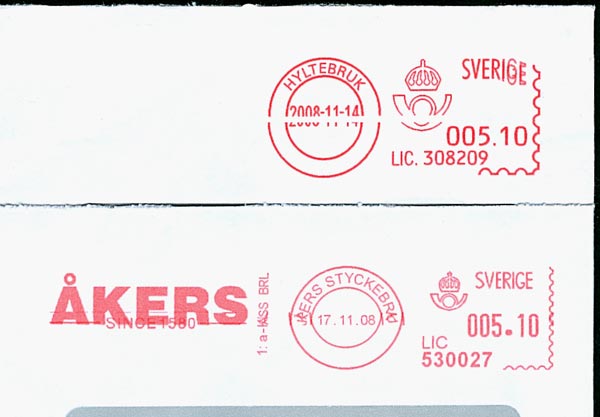 HYLTEBRUK
2008-11-14
SVERIGE
005.10
LIC. 308209
ÅKERS
SINCE 1580
1:a-KLASS BRL
ÅKERS STYCKEBRUK
17.11.08
SVERIGE
005.10
LIC
530027